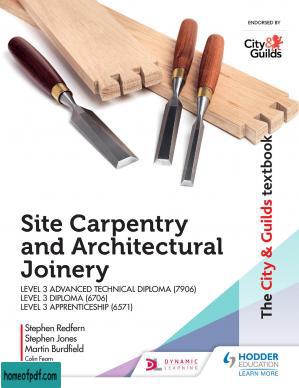 ENDORSED BY
City&
Guilds
The City & Guilds textbook
Site Carpentry
and Architectural
Joinery
LEVEL 3 ADVANCED TECHNICAL DIPLOMA (7906)
LEVEL 3 DIPLOMA (6706)
LEVEL 3 APPRENTICESHIP (6571)
Stephen Redfern
Stephen Jones
Martin Burdfield
Colin Fearn
homeofpdf.com
DL DYNAMIC
LEARNING
HODDER
EDUCATION
LEARN MORE